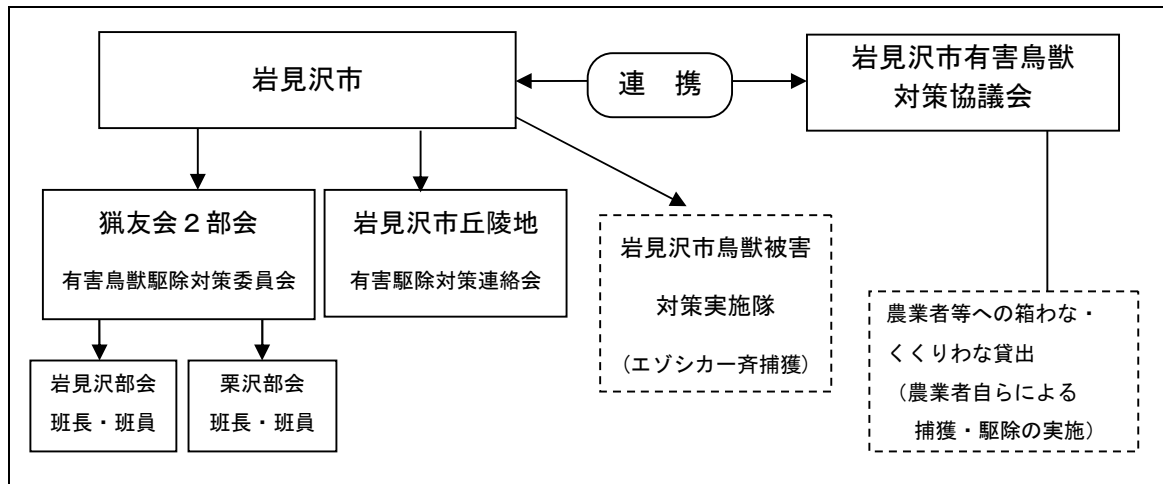 岩見沢市
連　携
岩見沢市有害鳥獣
対策協議会
猟友会２部会
有害鳥獣駆除対策委員会
岩見沢市丘陵地
有害駆除対策連絡会
岩見沢市鳥獣被害
対策実施隊
（エゾシカ一斉捕獲）
農業者等への箱わな・
くくりわな貸出
（農業者自らによる
捕獲・駆除の実施）
岩見沢部会
班長・班員
栗沢部会
班長・班員